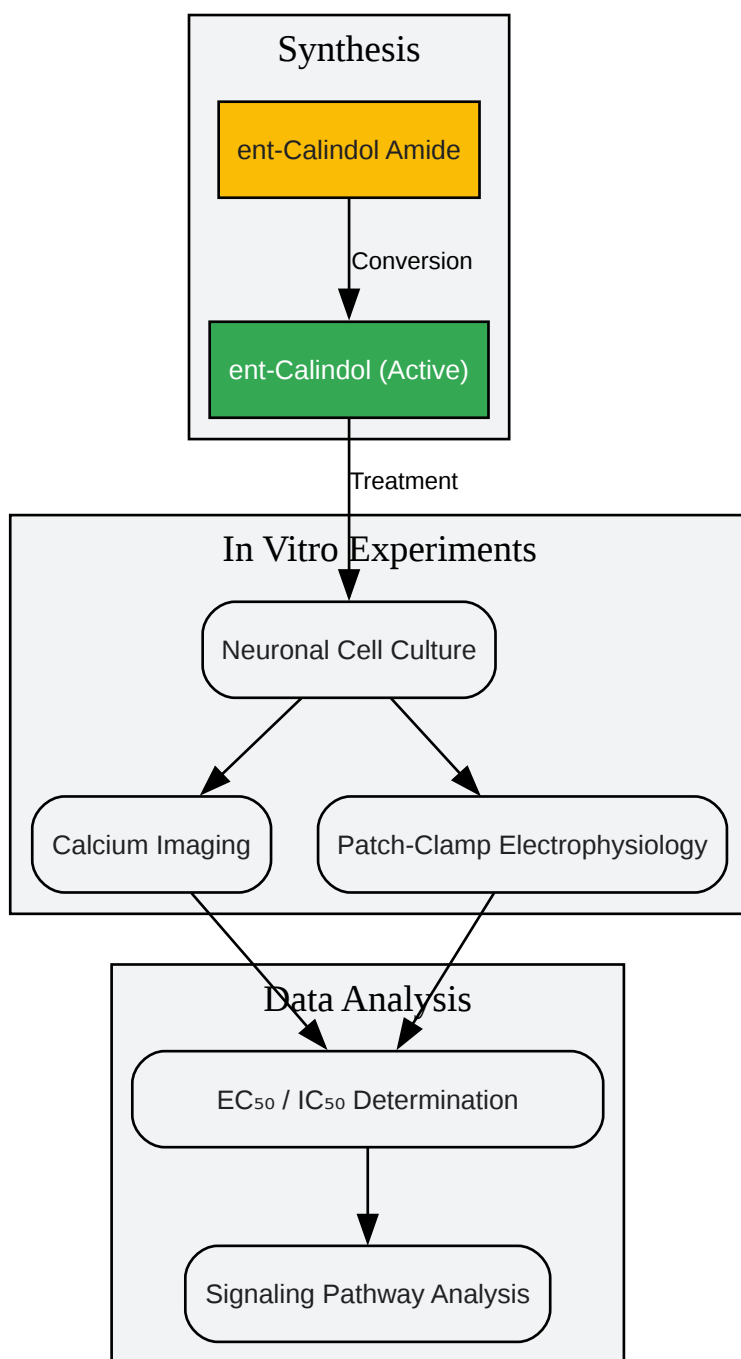 Synthesis
ent-Calindol Amide
Conversion
ent-Calindol (Active)
Treatment
In Vitro Experiments
Neuronal Cell Culture
Calcium Imaging
Patch-Clamp Electrophysiology
Data Analysis
EC₅₀ / IC₅₀ Determination
Signaling Pathway Analysis